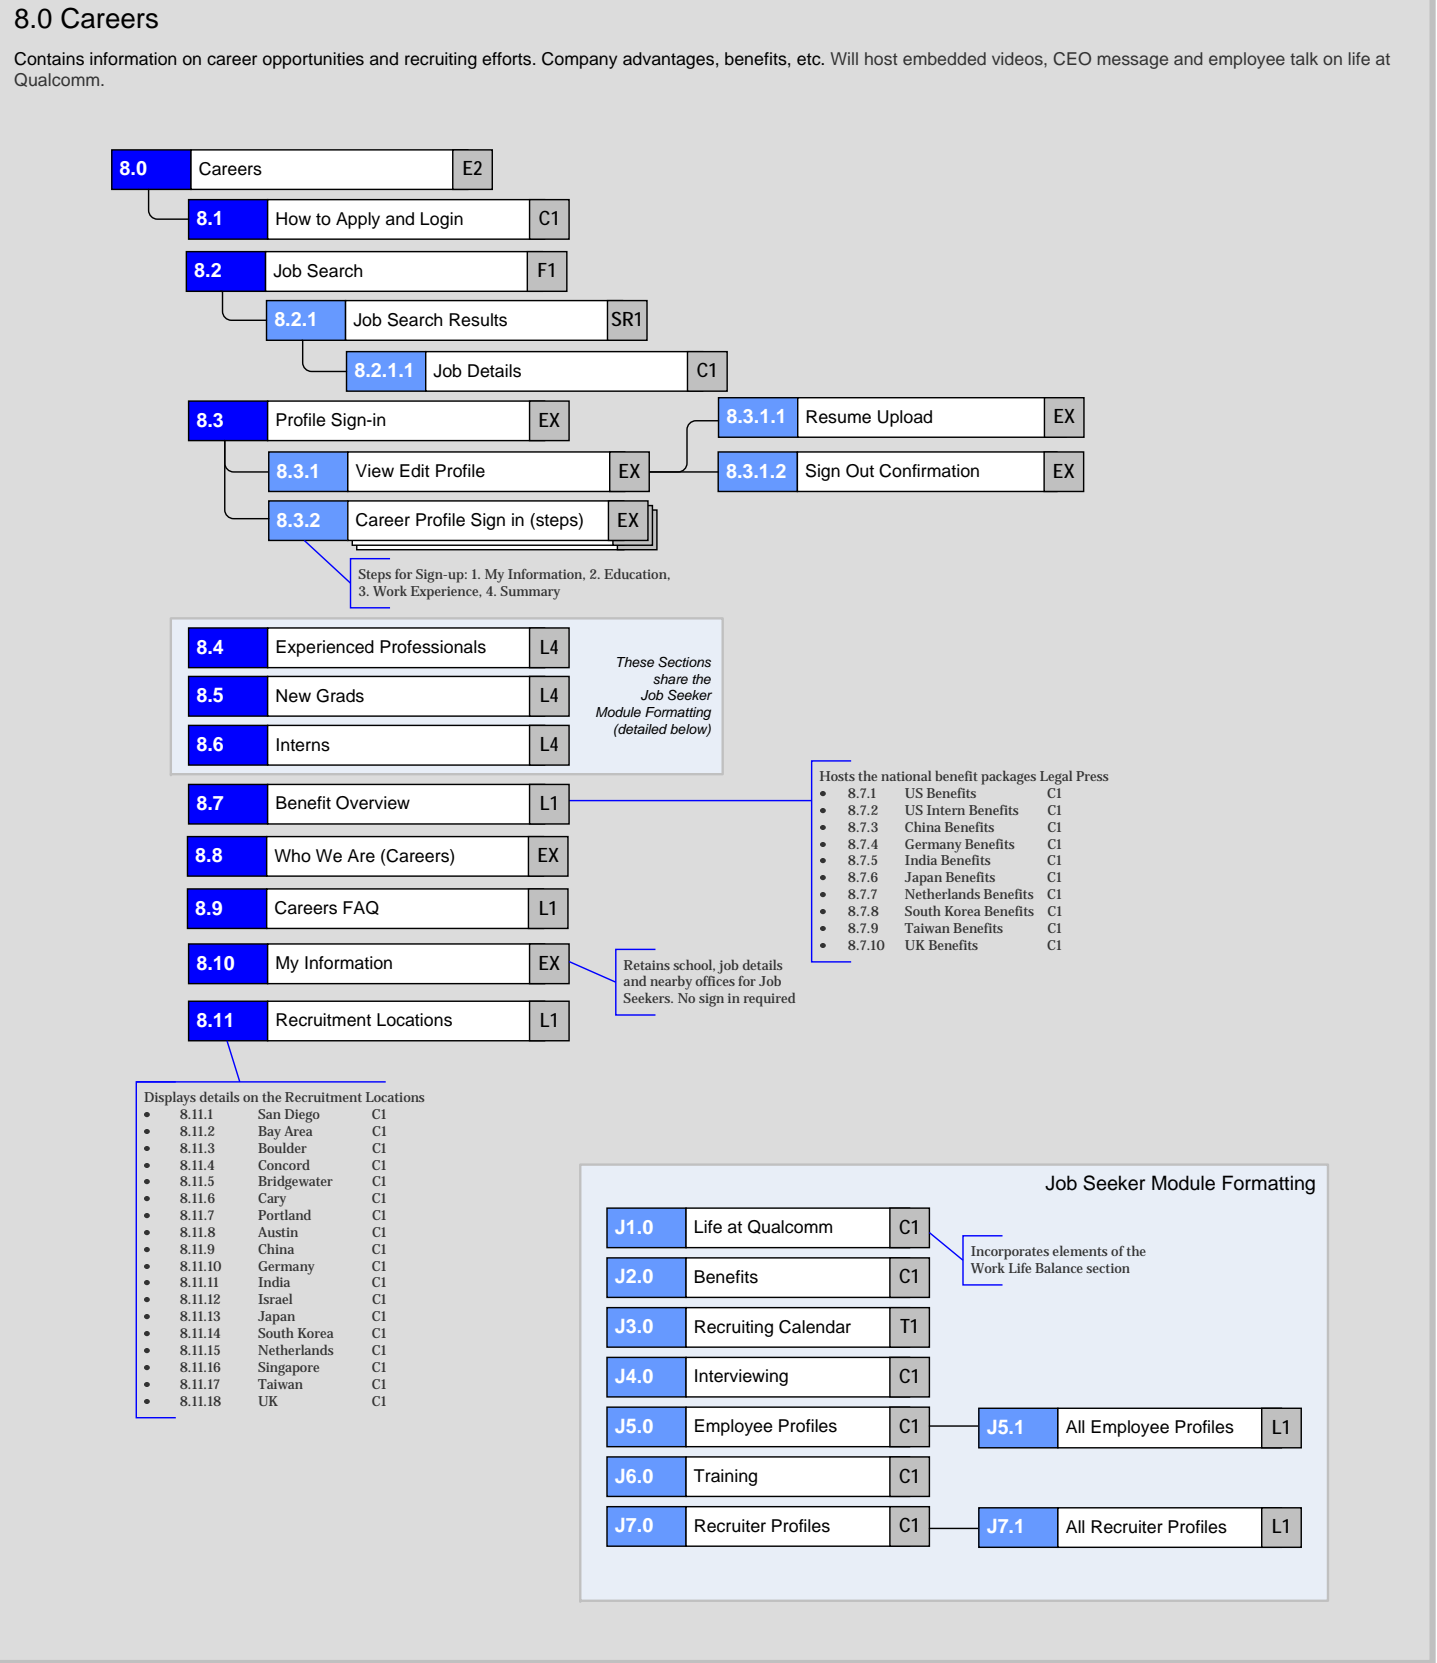 8.0 Careers
Contains information on career opportunities and recruiting efforts. Company advantages, benefits, etc. Will host embedded videos, CEO message and employee talk on life at
Qualcomm.
8.0 Careers E2
8.1 How to Apply and Login C1
8.2 Job Search F1
8.2.1 Job Search Results SR1
8.2.1.1 Job Details C1
8.3 Profile Sign-in EX
8.3.1.1 Resume Upload EX
8.3.1 View Edit Profile EX
8.3.1.2 Sign Out Confirmation EX
8.3.2 Career Profile Sign in (steps) EX
Steps for Sign-up: 1. My Information, 2. Education,
3. Work Experience, 4. Summary
8.4 Experienced Professionals L4
8.5 New Grads L4
8.6 Interns L4
These Sections
share the
Job Seeker
Module Formatting
(detailed below)
8.7 Benefit Overview L1
Hosts the national benefit packages Legal Press
• 8.7.1 US Benefits C1
• 8.7.2 US Intern Benefits C1
• 8.7.3 China Benefits C1
• 8.7.4 Germany Benefits C1
• 8.7.5 India Benefits C1
• 8.7.6 Japan Benefits C1
• 8.7.7 Netherlands Benefits C1
• 8.7.8 South Korea Benefits C1
• 8.7.9 Taiwan Benefits C1
• 8.7.10 UK Benefits C1
8.8 Who We Are (Careers) EX
8.9 Careers FAQ L1
8.10 My Information EX
Retains school, job details
and nearby offices for Job
Seekers. No sign in required
8.11 Recruitment Locations L1
Displays details on the Recruitment Locations
• 8.11.1 San Diego C1
• 8.11.2 Bay Area C1
• 8.11.3 Boulder C1
• 8.11.4 Concord C1
• 8.11.5 Bridgewater C1
• 8.11.6 Cary C1
• 8.11.7 Portland C1
• 8.11.8 Austin C1
• 8.11.9 China C1
• 8.11.10 Germany C1
• 8.11.11 India C1
• 8.11.12 Israel C1
• 8.11.13 Japan C1
• 8.11.14 South Korea C1
• 8.11.15 Netherlands C1
• 8.11.16 Singapore C1
• 8.11.17 Taiwan C1
• 8.11.18 UK C1
Job Seeker Module Formatting
J1.0 Life at Qualcomm C1
Incorporates elements of the
Work Life Balance section
J2.0 Benefits C1
J3.0 Recruiting Calendar T1
J4.0 Interviewing C1
J5.0 Employee Profiles C1
J5.1 All Employee Profiles L1
J6.0 Training C1
J7.0 Recruiter Profiles C1
J7.1 All Recruiter Profiles L1